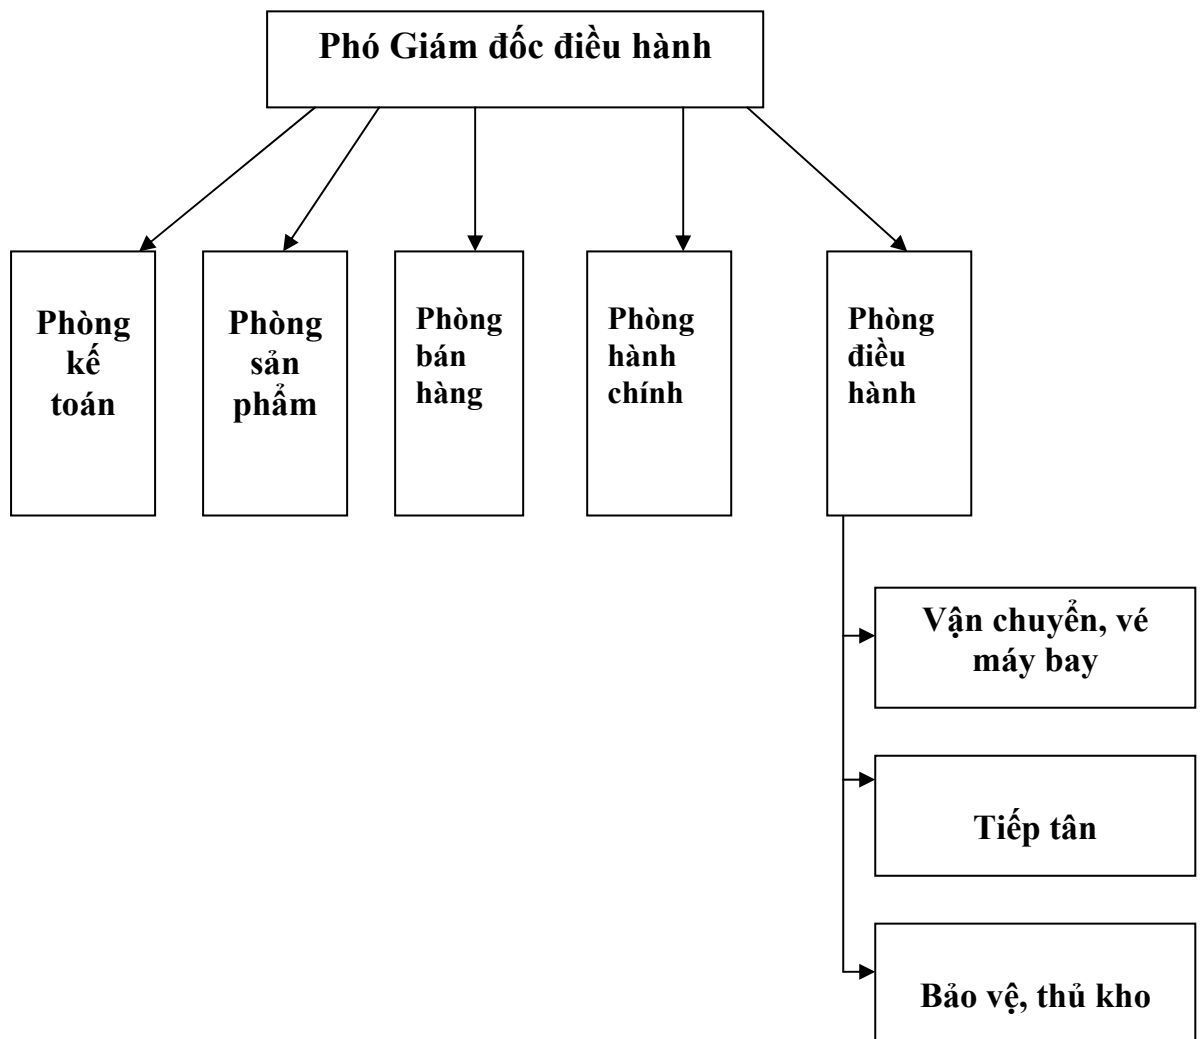 Phó Giám đốc điều hành
Phòng
kế
toán
Phòng
sản
phẩm
Phòng
bán
hàng
Phòng
hành
chính
Phòng
điều
hành
Vận chuyển, vé
máy bay
Tiếp tân
Bảo vệ, thủ kho